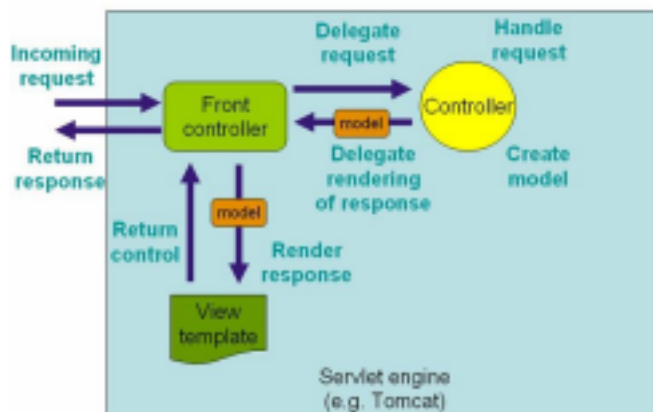 Incoming
request
Return
response
Front
controller
Delegate
request
Handle
request
Controller
model
Delegate
rendering
of response
Create
model
Return
control
model
Render
response
View
template
Servlet engine
(e.g. Tomcat)